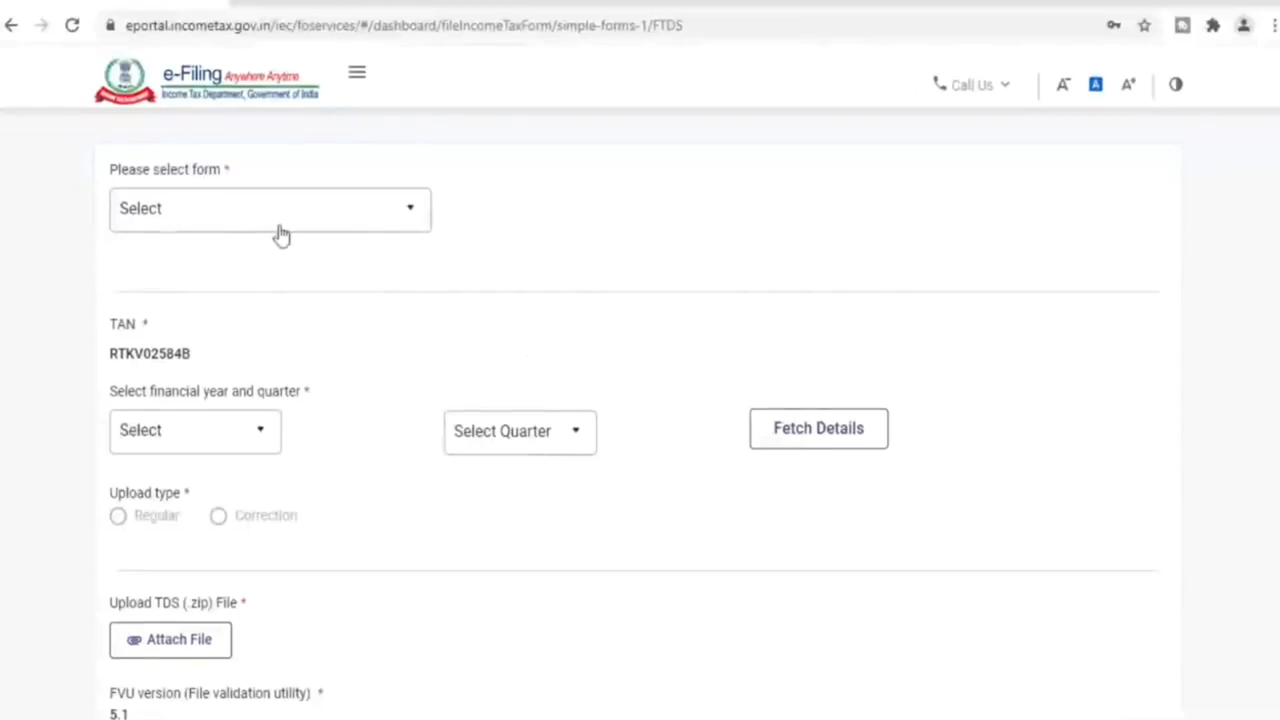 eportal.incometax.gov.in/iec/foservices/#/dashboard/fileIncomeTaxForm/simple-forms-1/FTDS
e-Filing Anywhere Anytime
Income Tax Department, Government of India
Call Us
A- A A+
Please select form *
Select
TAN *
RTKV02584B
Select financial year and quarter *
Select
Select Quarter
Fetch Details
Upload type *
Regular
Correction
Upload TDS (.zip) File *
Attach File
FVU version (File validation utility) *
5.1